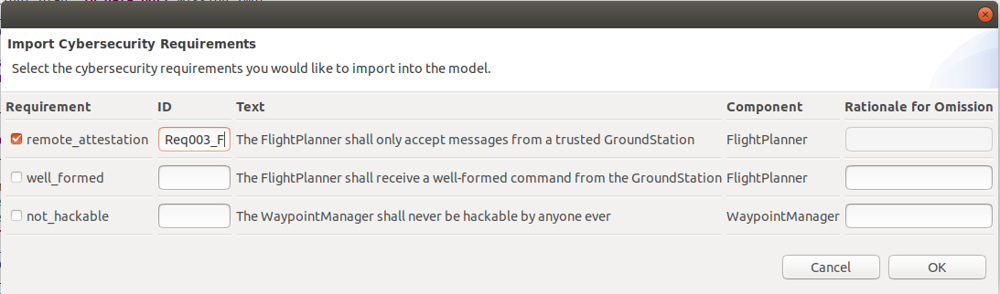 Import Cybersecurity Requirements
Select the cybersecurity requirements you would like to import into the model.
Requirement ID Text Component Rationale for Omission
remote_attestation Req003_F The FlightPlanner shall only accept messages from a trusted GroundStation FlightPlanner
well_formed The FlightPlanner shall receive a well-formed command from the GroundStation FlightPlanner
not_hackable The WaypointManager shall never be hackable by anyone ever WaypointManager
Cancel OK